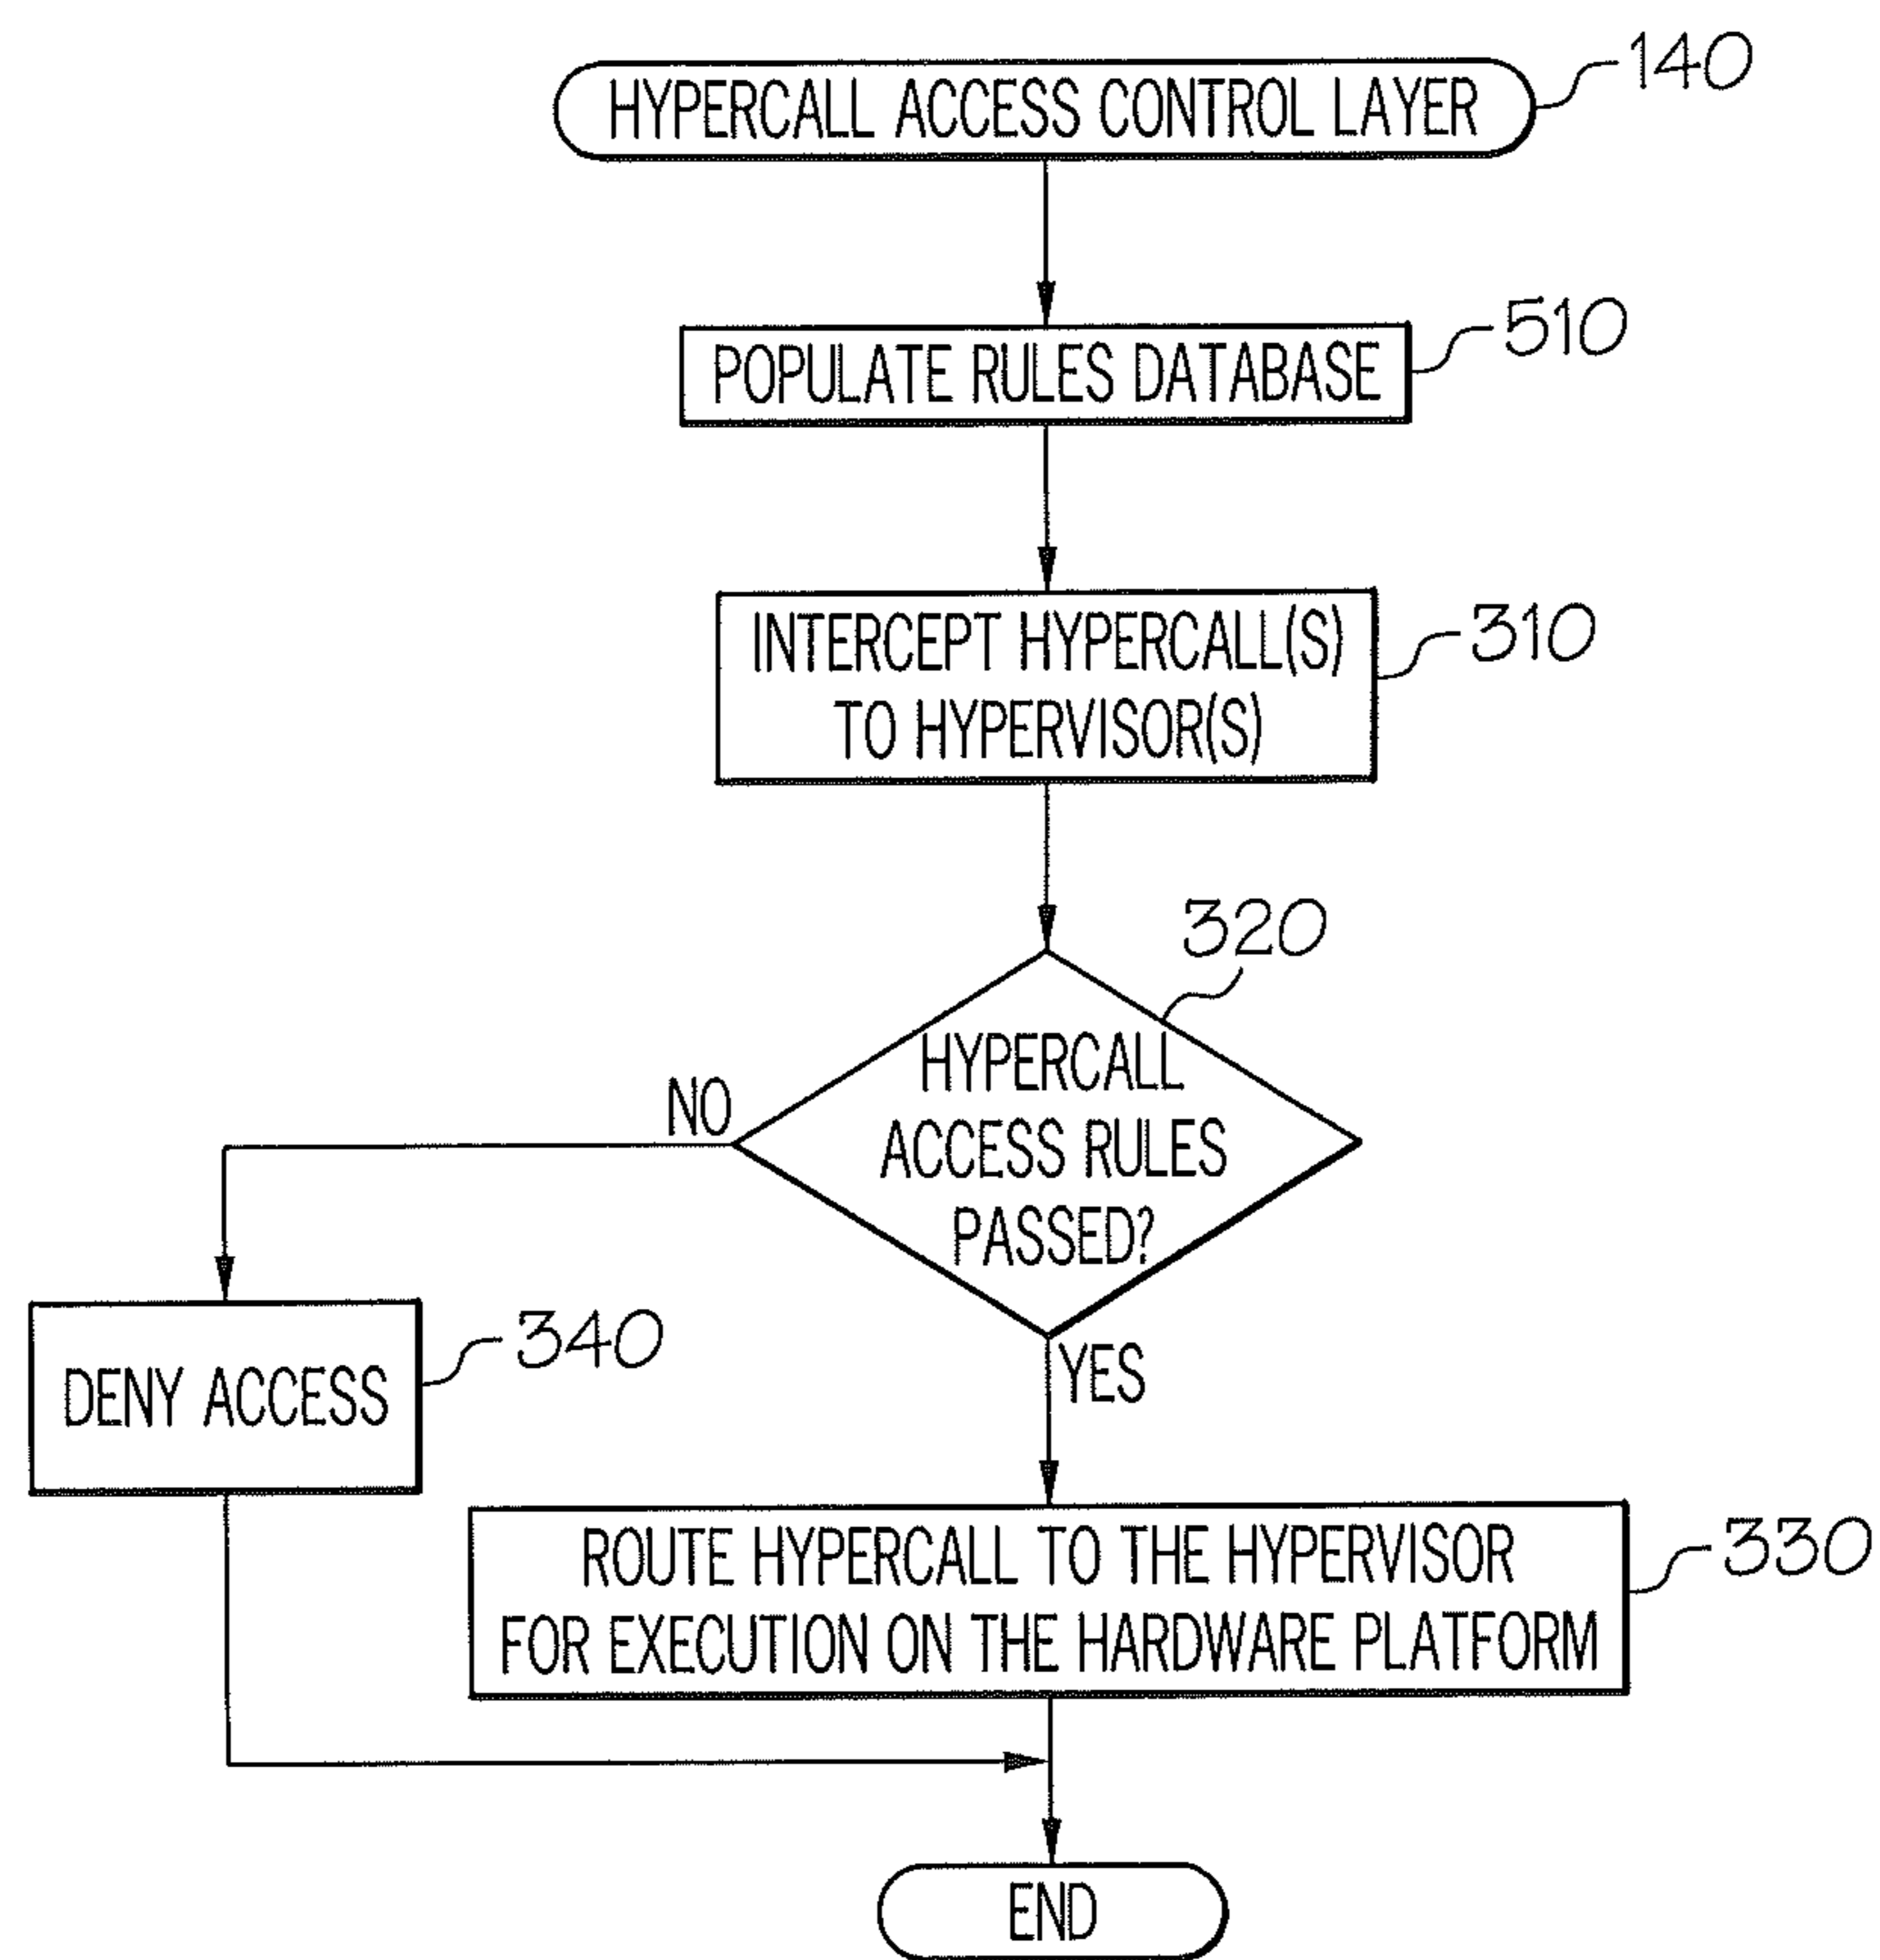 HYPERCALL ACCESS CONTROL LAYER
140
POPULATE RULES DATABASE
510
INTERCEPT HYPERCALL(S)
TO HYPERVISOR(S)
310
320
HYPERCALL
ACCESS RULES
PASSED?
NO
YES
DENY ACCESS
340
ROUTE HYPERCALL TO THE HYPERVISOR
FOR EXECUTION ON THE HARDWARE PLATFORM
330
END